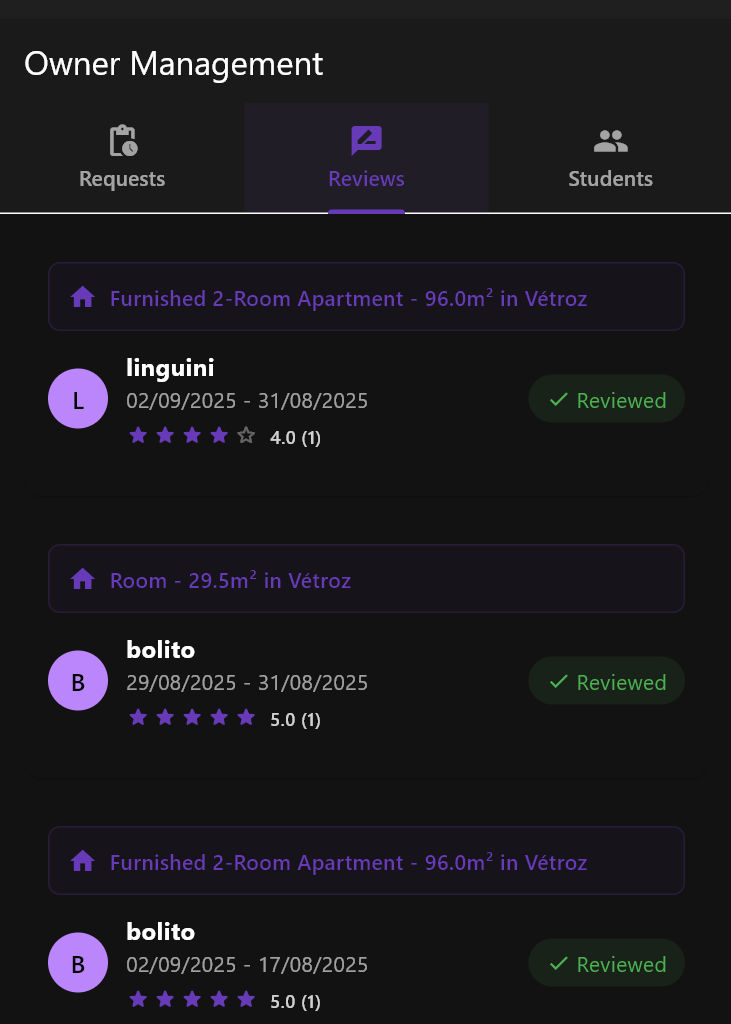 Owner Management
Requests
Reviews
Students
Furnished 2-Room Apartment - 96.0m² in Vétroz
L
linguini
02/09/2025 - 31/08/2025
4.0 (1)
Reviewed
Room - 29.5m² in Vétroz
B
bolito
29/08/2025 - 31/08/2025
5.0 (1)
Reviewed
Furnished 2-Room Apartment - 96.0m² in Vétroz
B
bolito
02/09/2025 - 17/08/2025
5.0 (1)
Reviewed